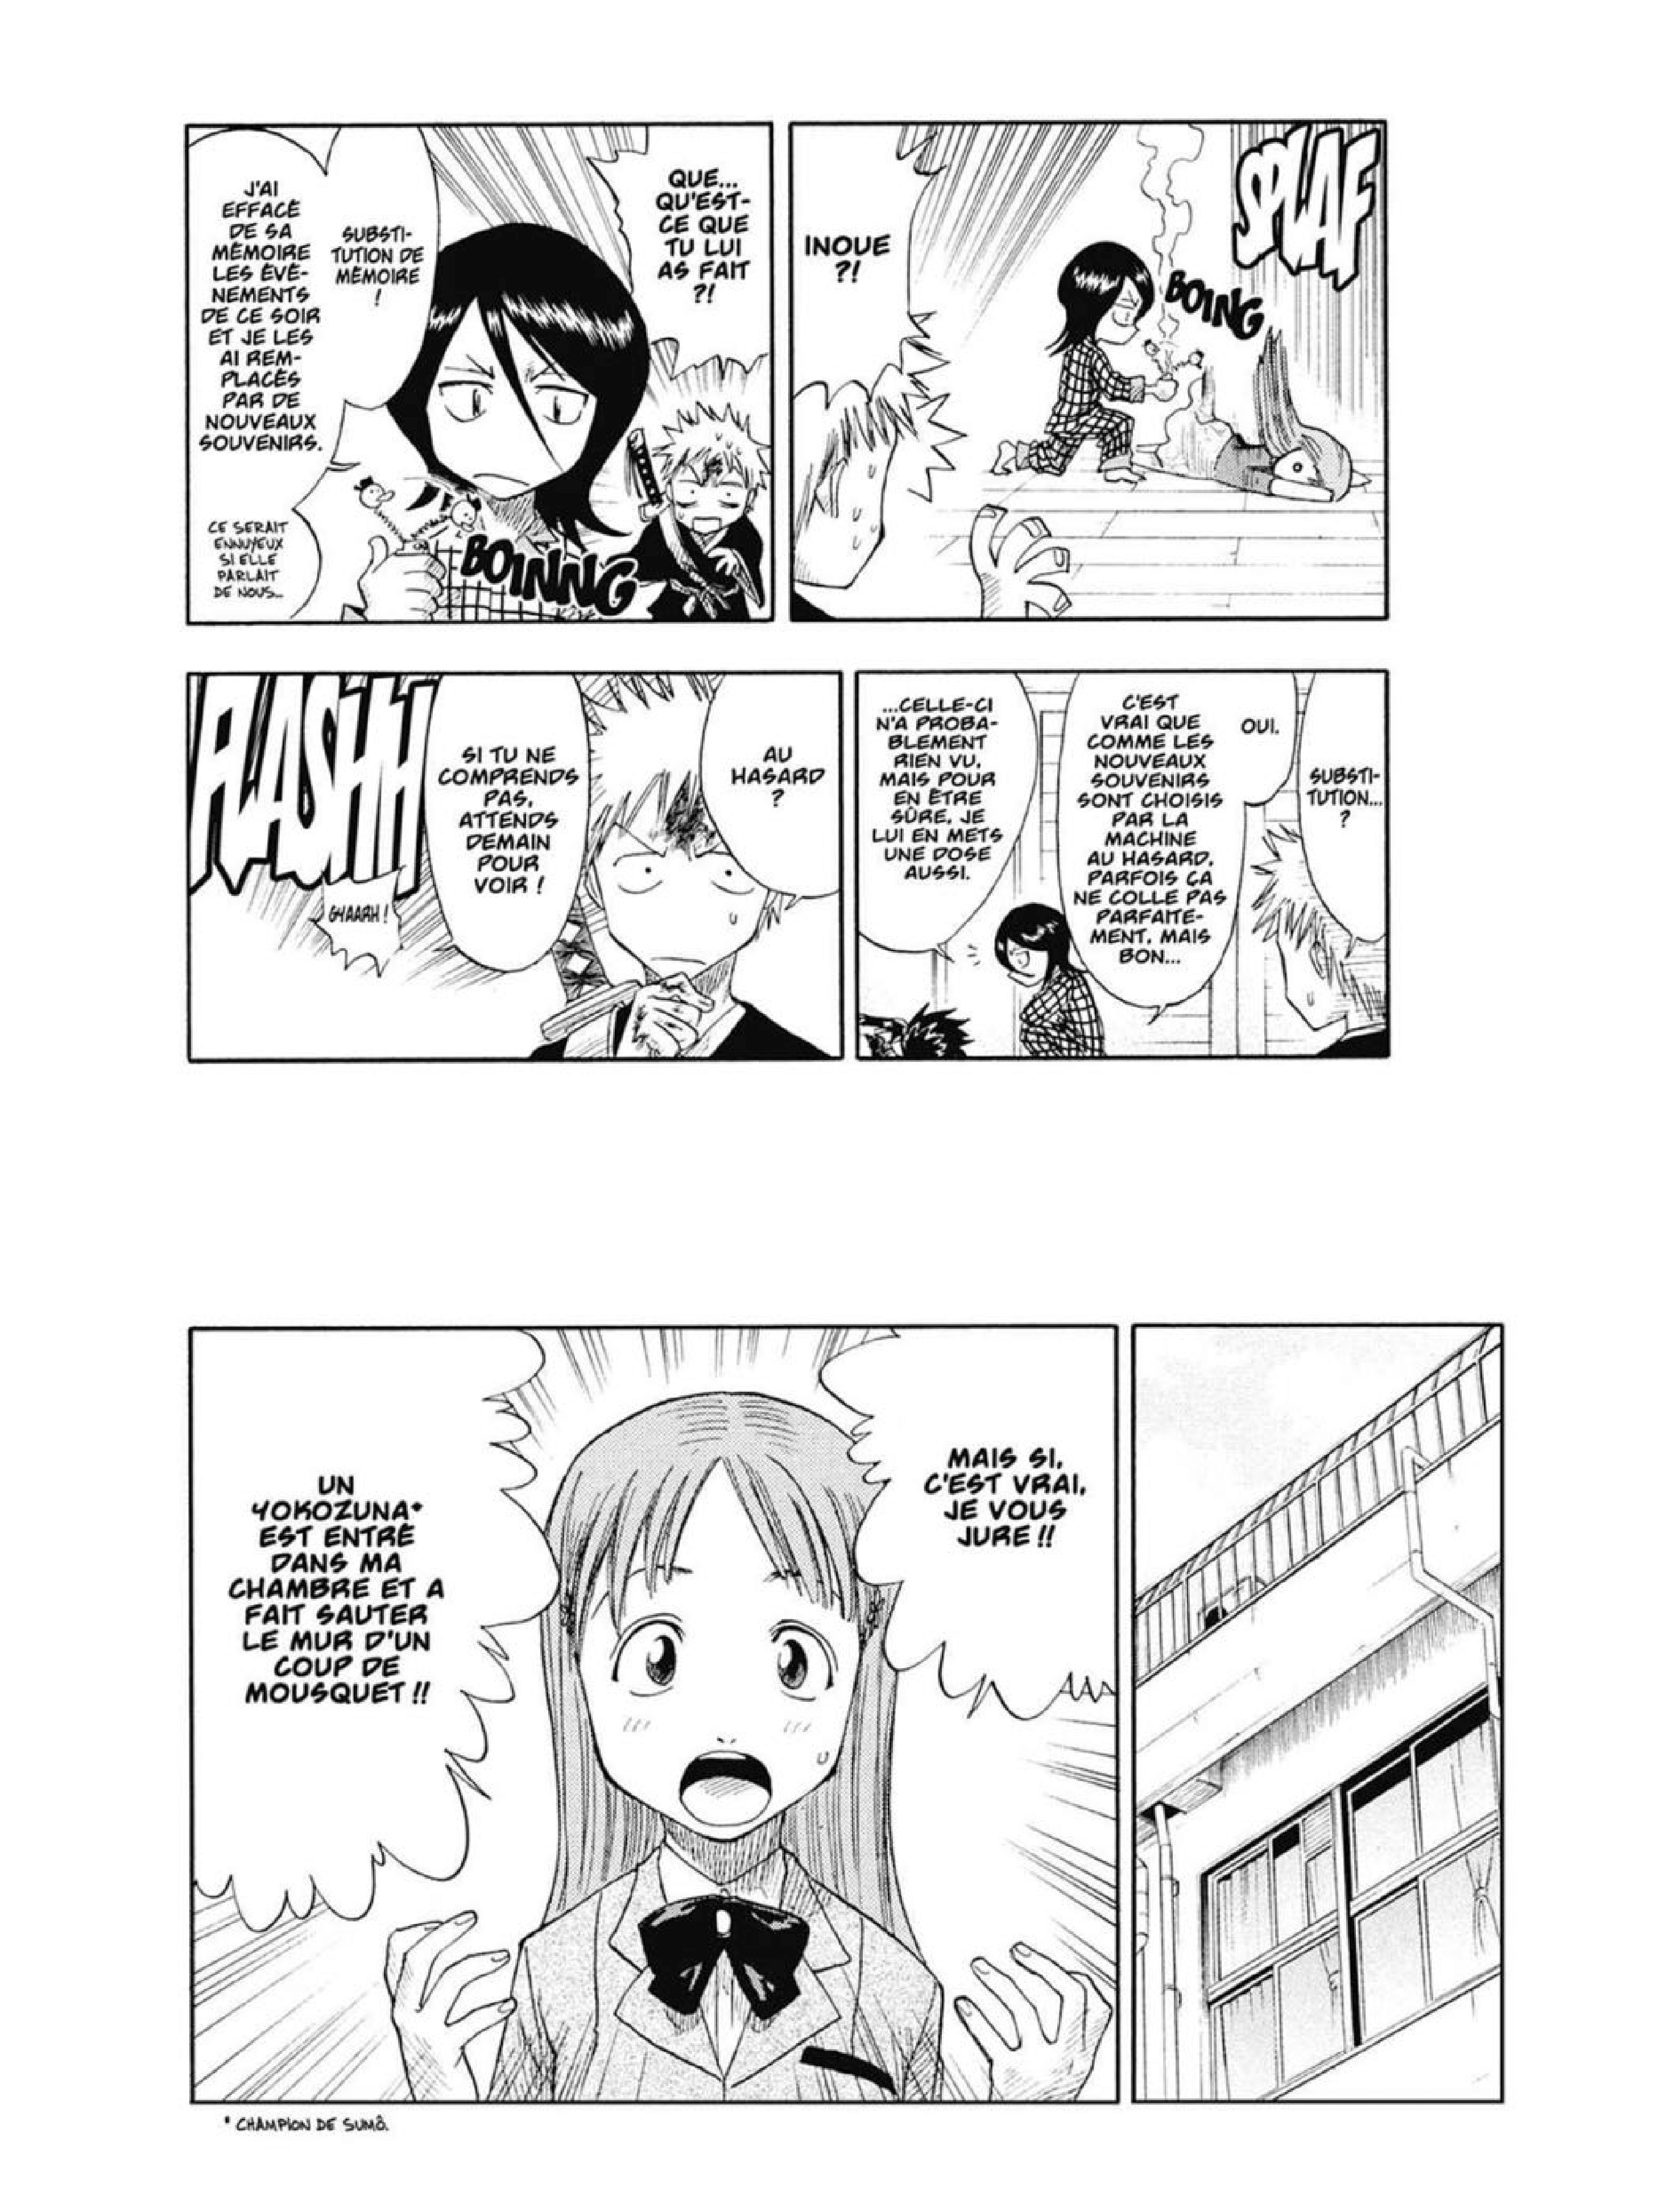 SPLAF
BOING
INOUE
?!
QUE...
QU'EST-
CE QUE
TU LUI
AS FAIT
?!
SUBSTI-
TUTION DE
MÉMOIRE
!
J'AI
EFFACÉ
DE SA
MÉMOIRE
LES ÉVÉ-
NEMENTS
DE CE SOIR
ET JE LES
AI REM-
PLACÉS
PAR DE
NOUVEAUX
SOUVENIRS.
CE SERAIT
ENNUYEUX
SI ELLE
PARLAIT
DE NOUS...
BOINNG
SUBSTI-
TUTION...
?
OUI.
C'EST
VRAI QUE
COMME LES
NOUVEAUX
SOUVENIRS
SONT CHOISIS
PAR LA
MACHINE
AU HASARD,
PARFOIS ÇA
NE COLLE PAS
PARFAITE-
MENT, MAIS
BON...
...CELLE-CI
N'A PROBA-
BLEMENT
RIEN VU,
MAIS POUR
EN ÊTRE
SÛRE, JE
LUI EN METS
UNE DOSE
AUSSI.
AU
HASARD
?
SI TU NE
COMPRENDS
PAS,
ATTENDS
DEMAIN
POUR
VOIR !
FLASHH
GYAARH !
MAIS SI,
C'EST VRAI,
JE VOUS
JURE !!
UN
YOKOZUNA*
EST ENTRÉ
DANS MA
CHAMBRE ET A
FAIT SAUTER
LE MUR D'UN
COUP DE
MOUSQUET !!
* CHAMPION DE SUMÔ.